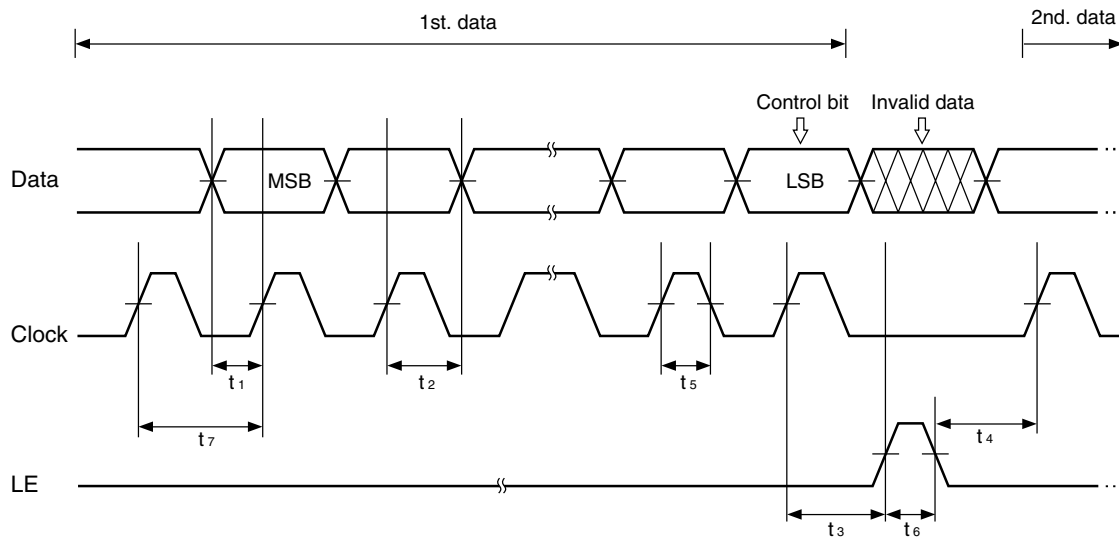 1st. data
2nd. data
Control bit
Invalid data
Data
MSB
LSB
Clock
t1
t2
t5
t7
t4
LE
t3
t6